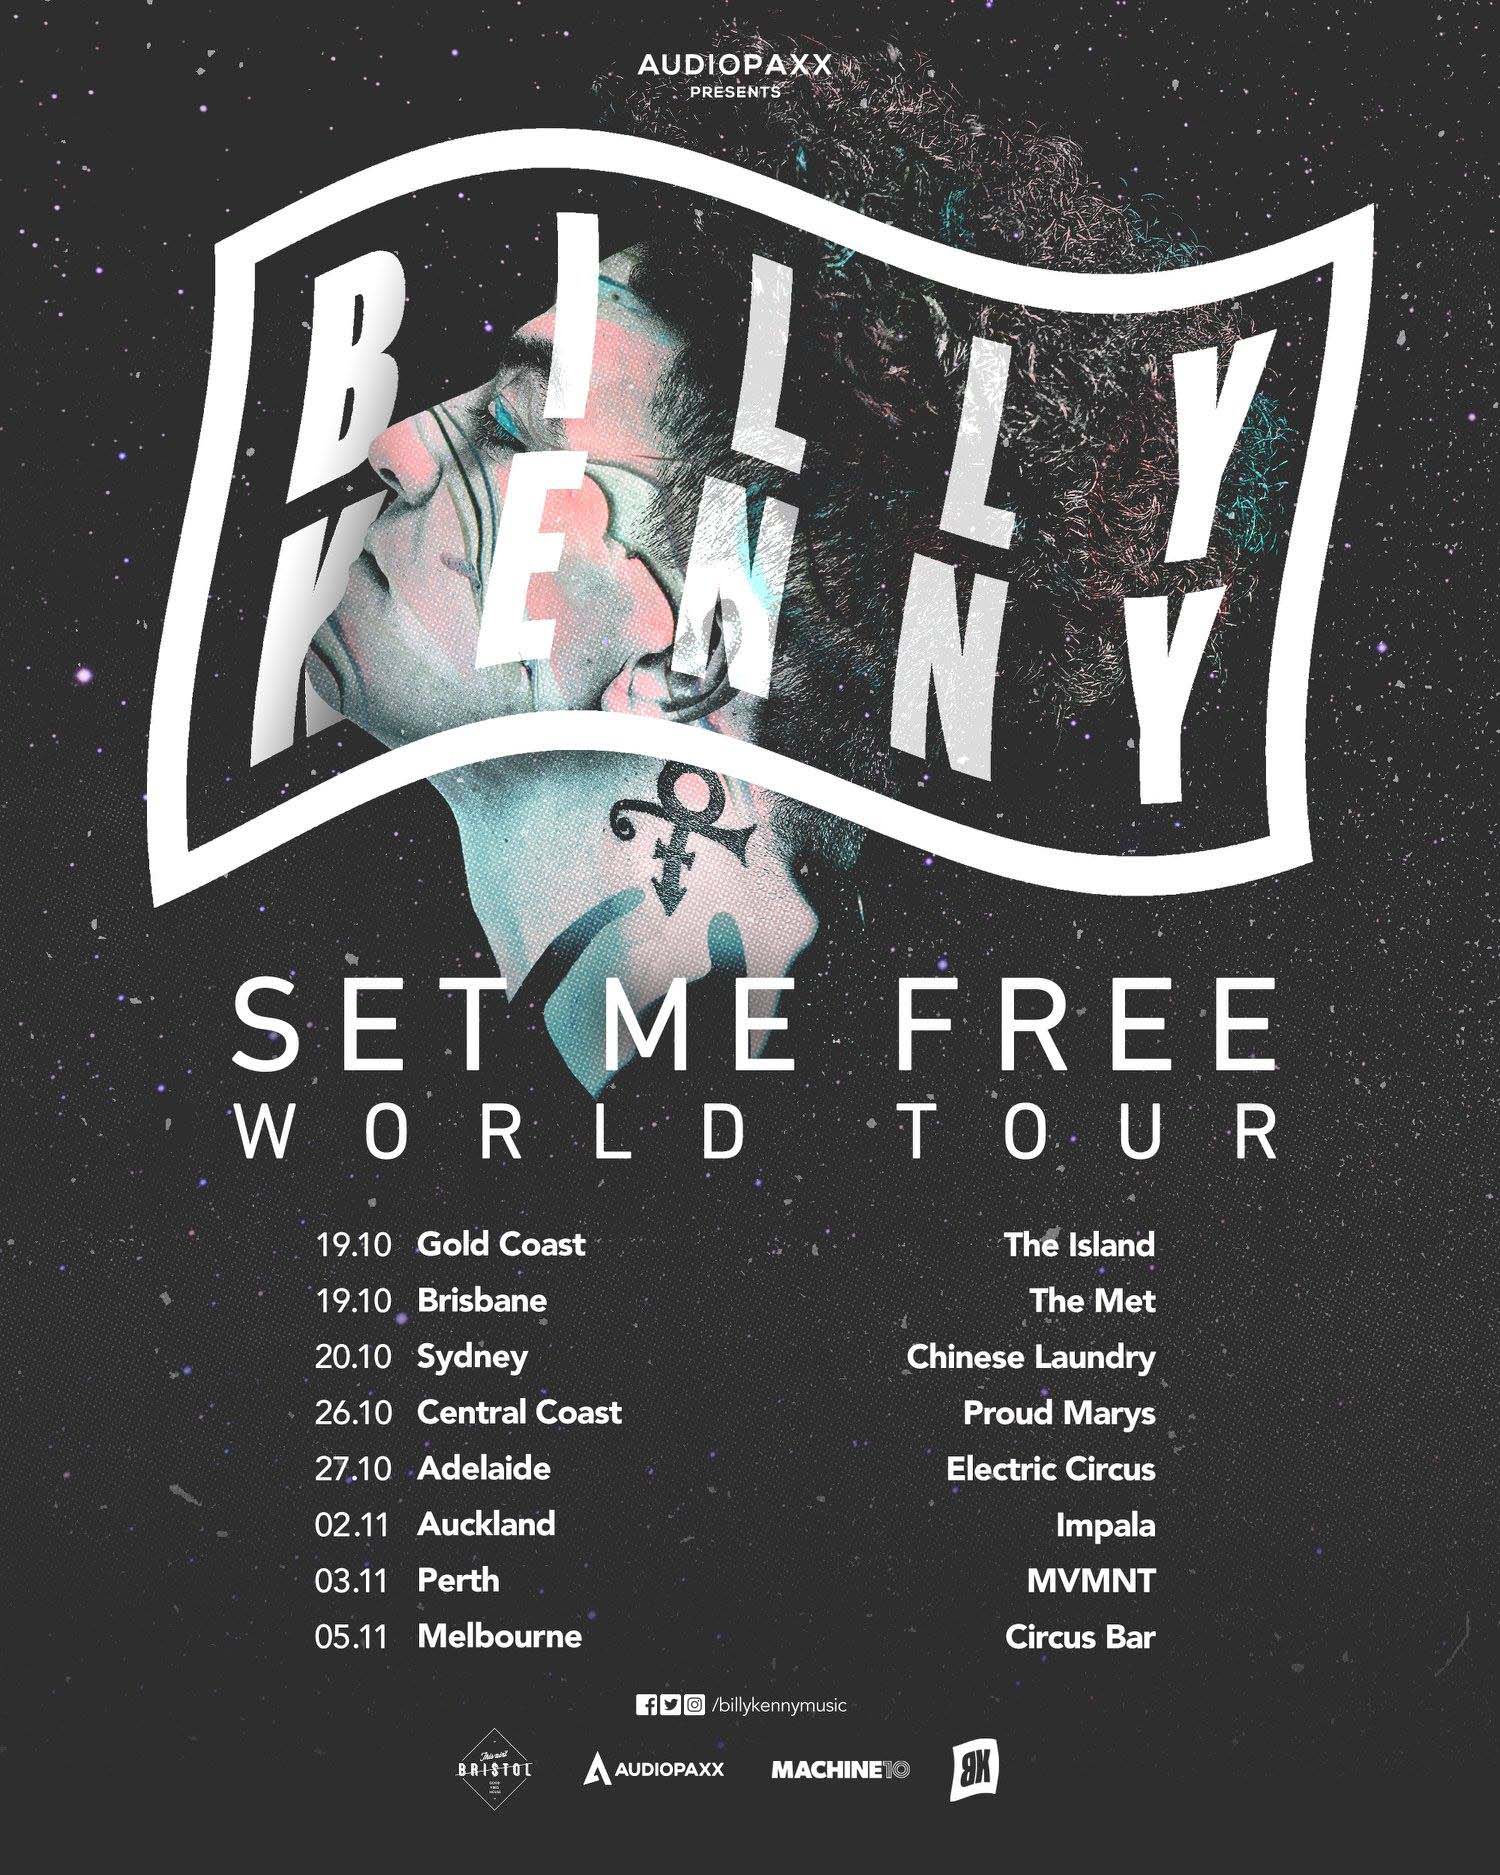 AUDIOPAXX
PRESENTS
BILLY
KENNY
SET ME FREE
WORLD TOUR
19.10 Gold Coast The Island
19.10 Brisbane The Met
20.10 Sydney Chinese Laundry
26.10 Central Coast Proud Marys
27.10 Adelaide Electric Circus
02.11 Auckland Impala
03.11 Perth MVMNT
05.11 Melbourne Circus Bar
/billykennymusic
This ain't
BRISTOL
AUDIOPAXX
MACHINE10
BK